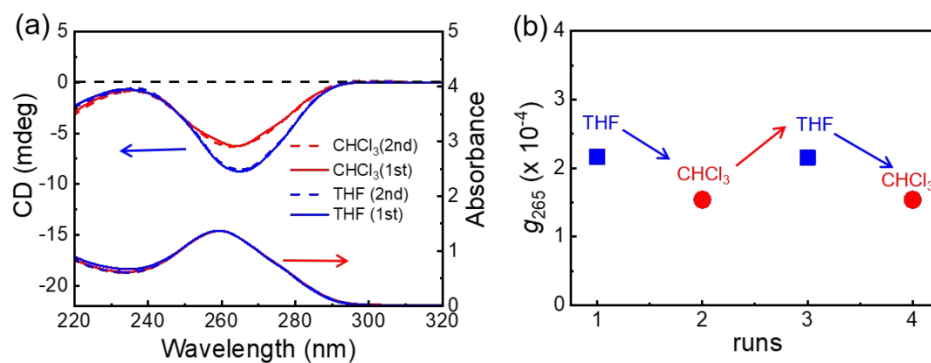 (a)
5
0
-5
-10
-15
-20
CD (mdeg)
CHCl₃(2nd)
CHCl₃(1st)
THF (2nd)
THF (1st)
5
4
3
2
1
0
Absorbance
220 240 260 280 300 320
Wavelength (nm)
(b)
4
3
2
1
0
g₂₆₅ (x 10⁻⁴)
THF
CHCl₃
THF
CHCl₃
1 2 3 4
runs